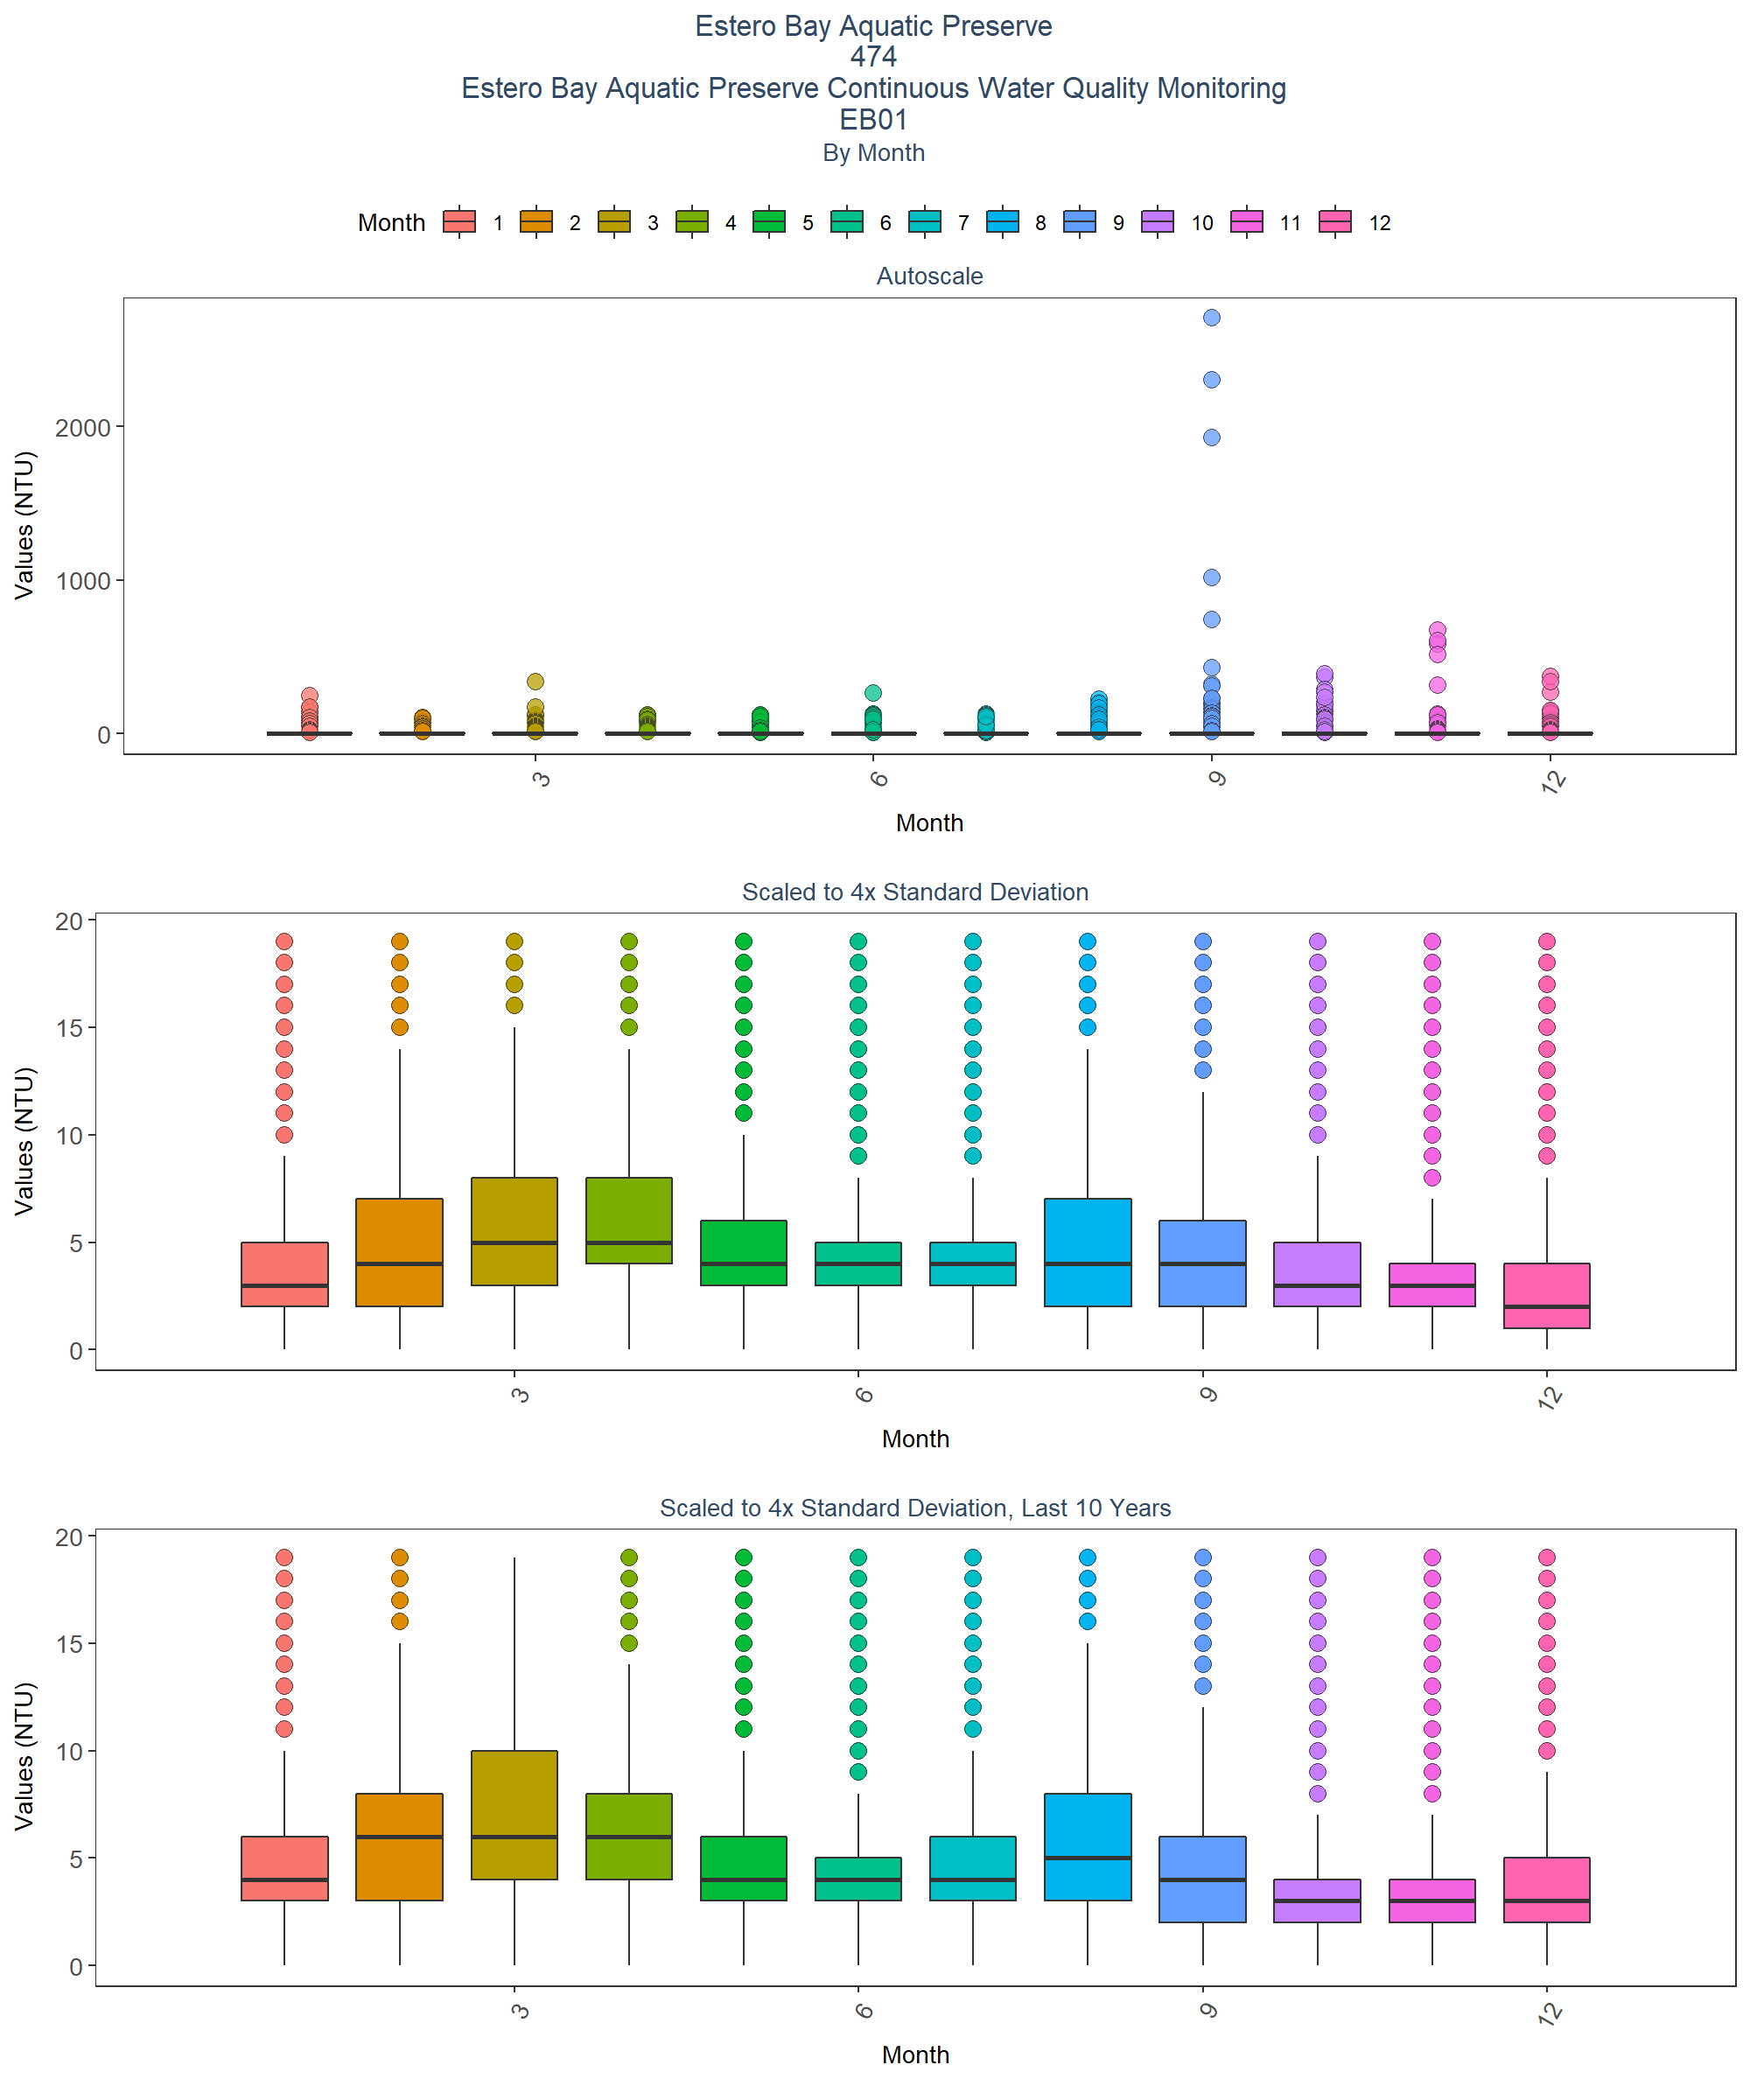 Estero Bay Aquatic Preserve
474
Estero Bay Aquatic Preserve Continuous Water Quality Monitoring
EB01
By Month
Month 1 2 3 4 5 6 7 8 9 10 11 12
Autoscale
Values (NTU)
2000
1000
0
3 6 9 12
Month
Scaled to 4x Standard Deviation
Values (NTU)
20
15
10
5
0
3 6 9 12
Month
Scaled to 4x Standard Deviation, Last 10 Years
Values (NTU)
20
15
10
5
0
3 6 9 12
Month